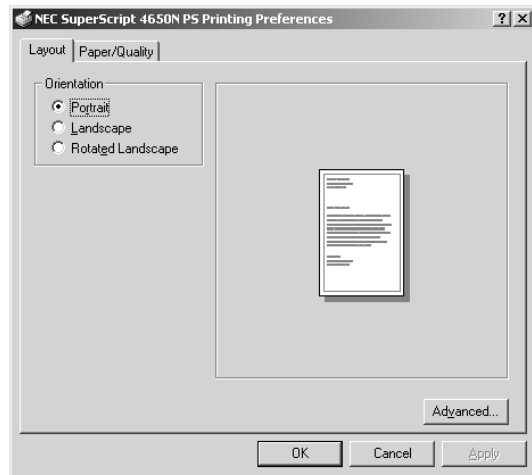 NEC SuperScript 4650N PS Printing Preferences
Layout
Paper/Quality
Orientation
Portrait
Landscape
Rotated Landscape
Advanced...
OK
Cancel
Apply